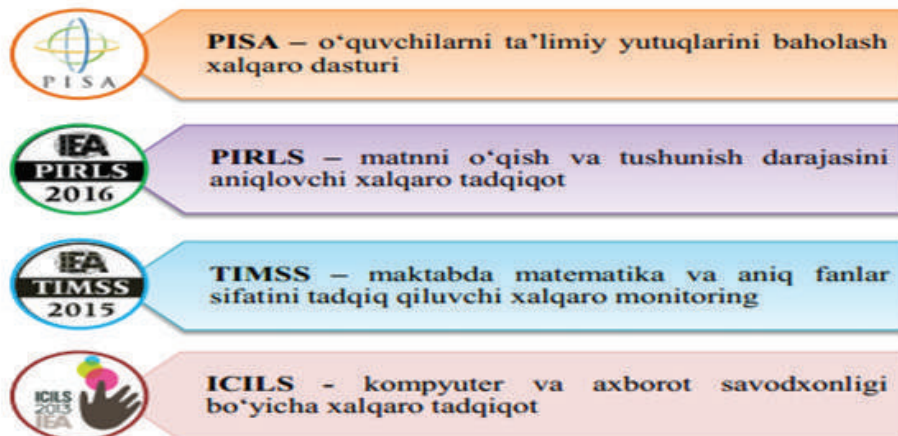 PISA
PISA – o‘quvchilarni ta’limiy yutuqlarini baholash
xalqaro dasturi
IEA
PIRLS
2016
PIRLS – matnni o‘qish va tushunish darajasini
aniqlovchi xalqaro tadqiqot
IEA
TIMSS
2015
TIMSS – maktabda matematika va aniq fanlar
sifatini tadqiq qiluvchi xalqaro monitoring
ICILS
2013
IEA
ICILS - kompyuter va axborot savodxonligi
bo‘yicha xalqaro tadqiqot